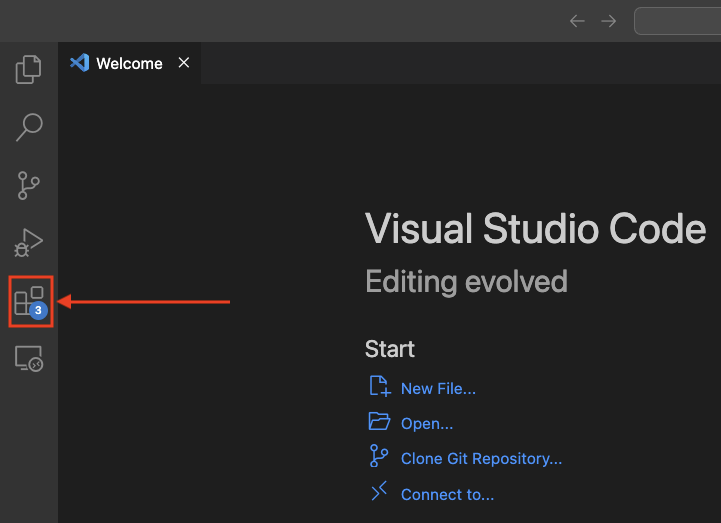 Welcome
Visual Studio Code
Editing evolved
3
Start
New File...
Open...
Clone Git Repository...
Connect to...